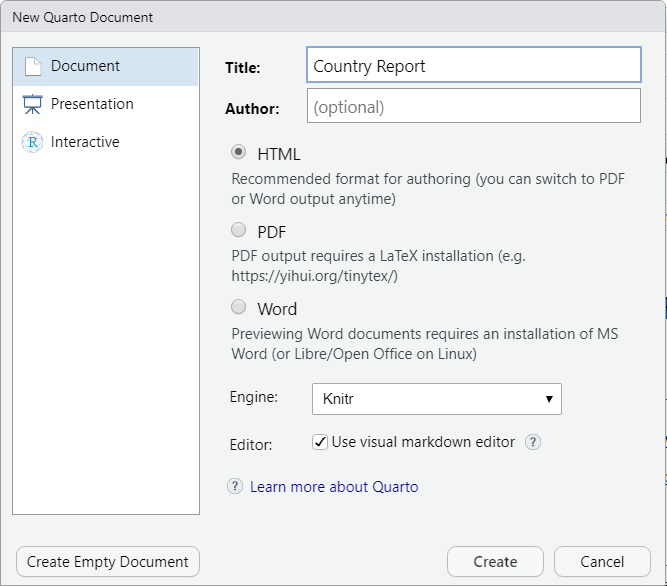 New Quarto Document
Document
Presentation
R Interactive
Title: Country Report
Author: (optional)
HTML
Recommended format for authoring (you can switch to PDF
or Word output anytime)
PDF
PDF output requires a LaTeX installation (e.g.
https://yihui.org/tinytex/)
Word
Previewing Word documents requires an installation of MS
Word (or Libre/Open Office on Linux)
Engine: Knitr
Editor: Use visual markdown editor ?
? Learn more about Quarto
Create Empty Document
Create
Cancel